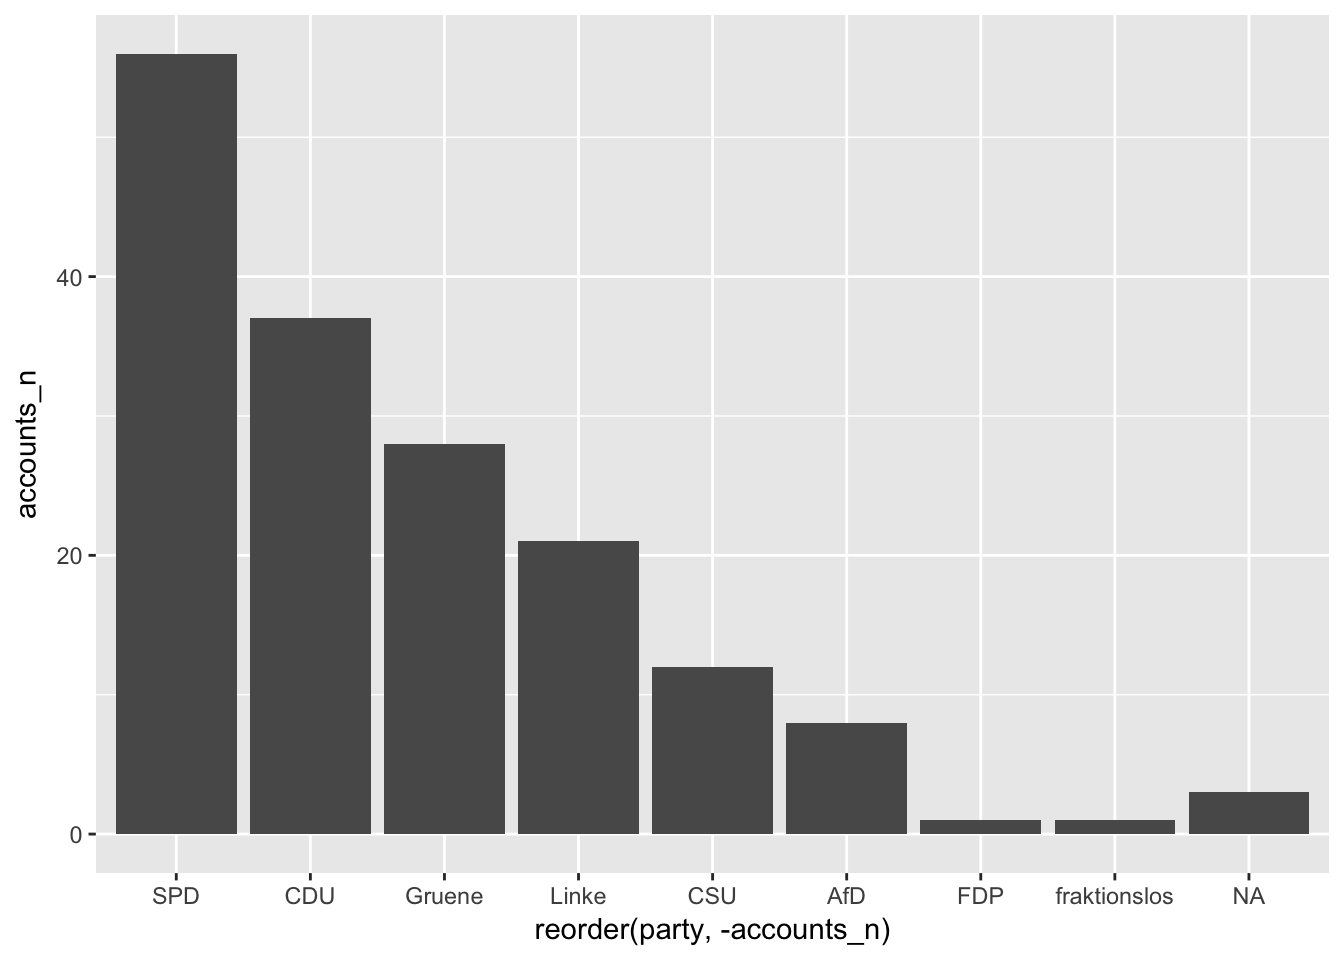 accounts_n
40
20
0
SPD CDU Gruene Linke CSU AfD FDP fraktionslos NA
reorder(party, -accounts_n)